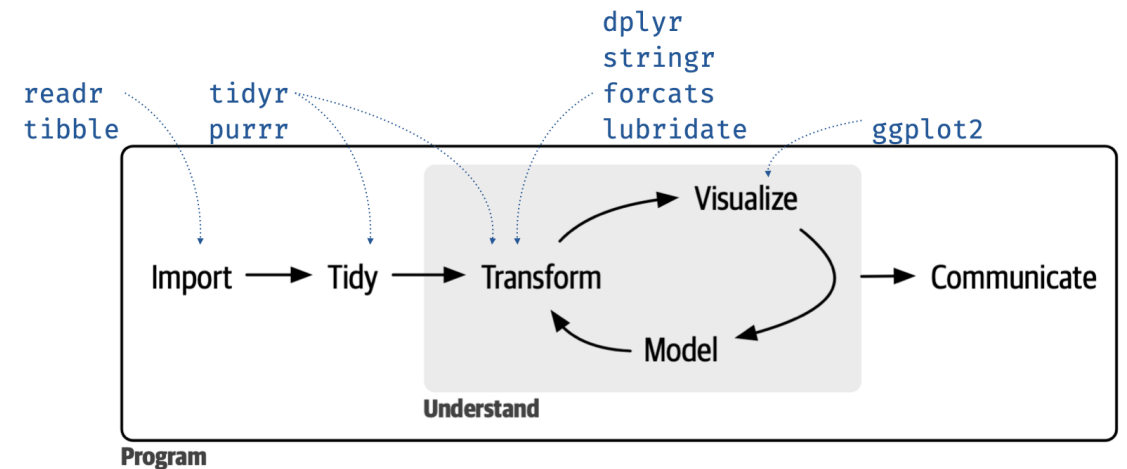 dplyr
stringr
readr tidyr forcats
tibble purrr lubridate ggplot2
Visualize
Import Tidy Transform Communicate
Model
Understand
Program